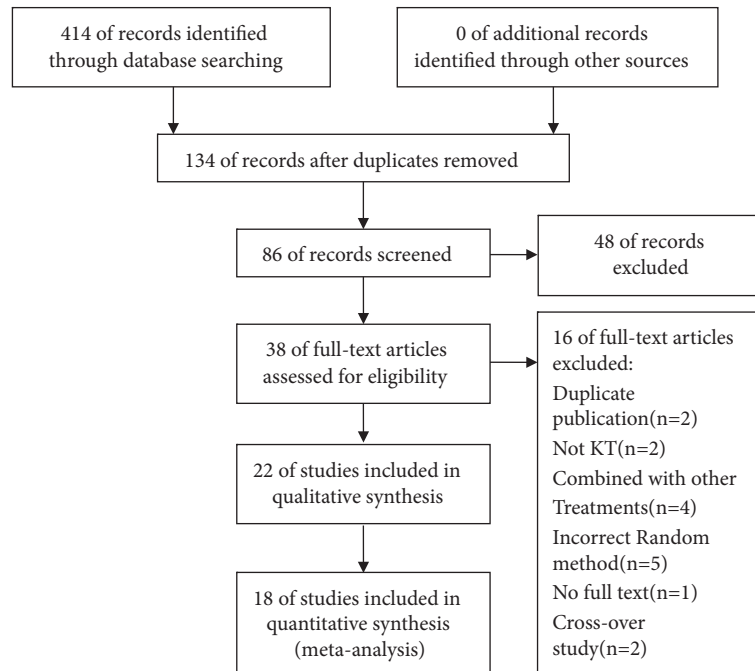 414 of records identified
through database searching
0 of additional records
identified through other sources
134 of records after duplicates removed
86 of records screened
48 of records
excluded
38 of full-text articles
assessed for eligibility
16 of full-text articles
excluded:
Duplicate
publication(n=2)
Not KT(n=2)
Combined with other
Treatments(n=4)
Incorrect Random
method(n=5)
No full text(n=1)
Cross-over
study(n=2)
22 of studies included in
qualitative synthesis
18 of studies included in
quantitative synthesis
(meta-analysis)